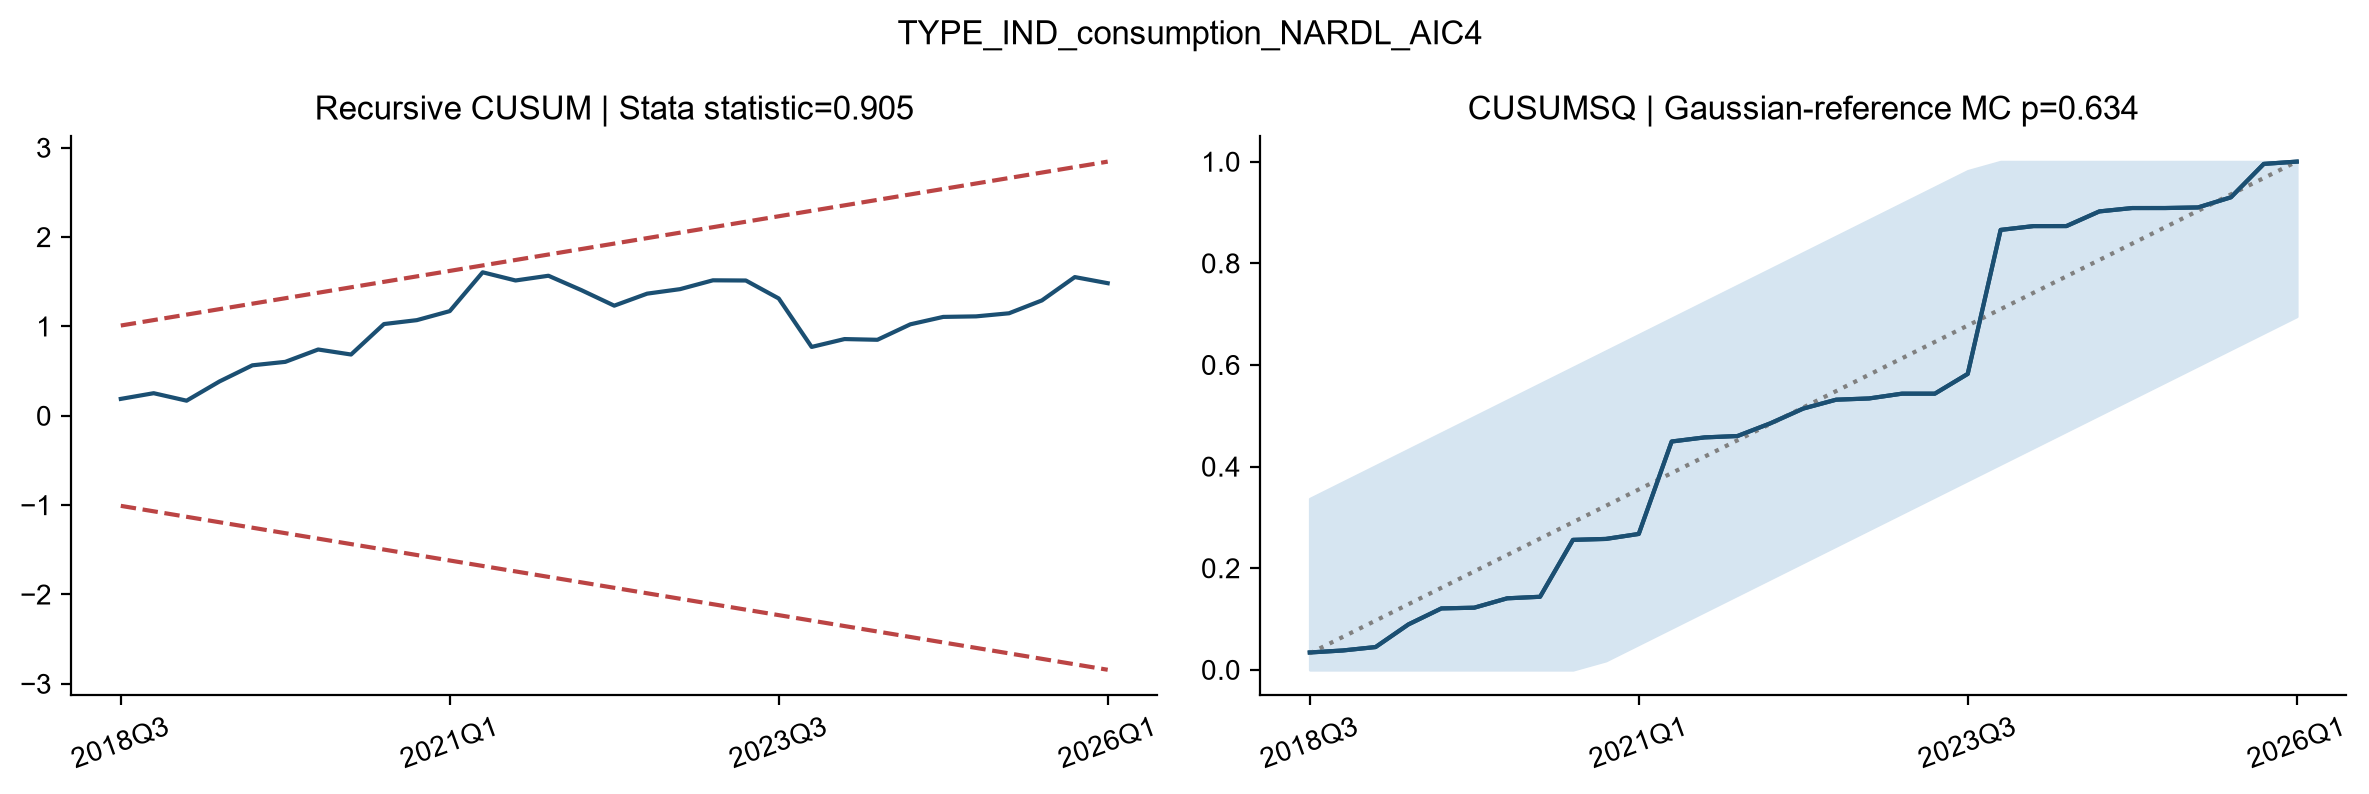 TYPE_IND_consumption_NARDL_AIC4
Recursive CUSUM | Stata statistic=0.905
3
2
1
0
−1
−2
−3
2018Q3
2021Q1
2023Q3
2026Q1
CUSUMSQ | Gaussian-reference MC p=0.634
1.0
0.8
0.6
0.4
0.2
0.0
2018Q3
2021Q1
2023Q3
2026Q1